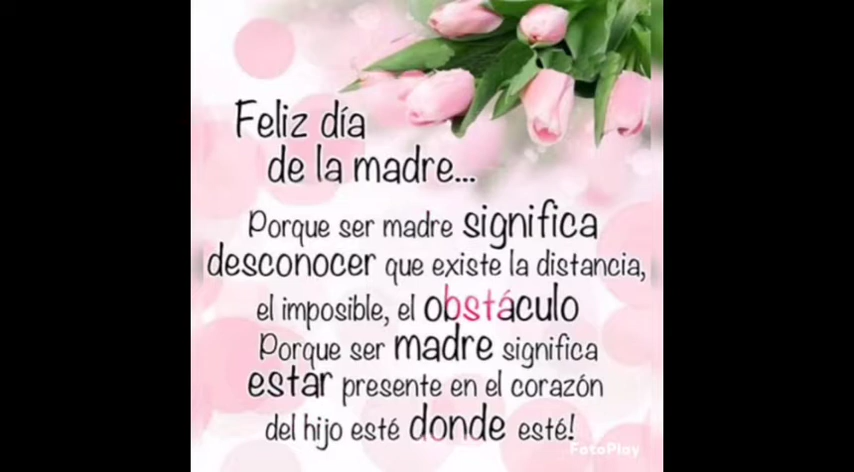 Feliz día
de la madre...
Porque ser madre significa
desconocer que existe la distancia,
el imposible, el obstáculo
Porque ser madre significa
estar presente en el corazón
del hijo esté donde esté!
FotoPlay